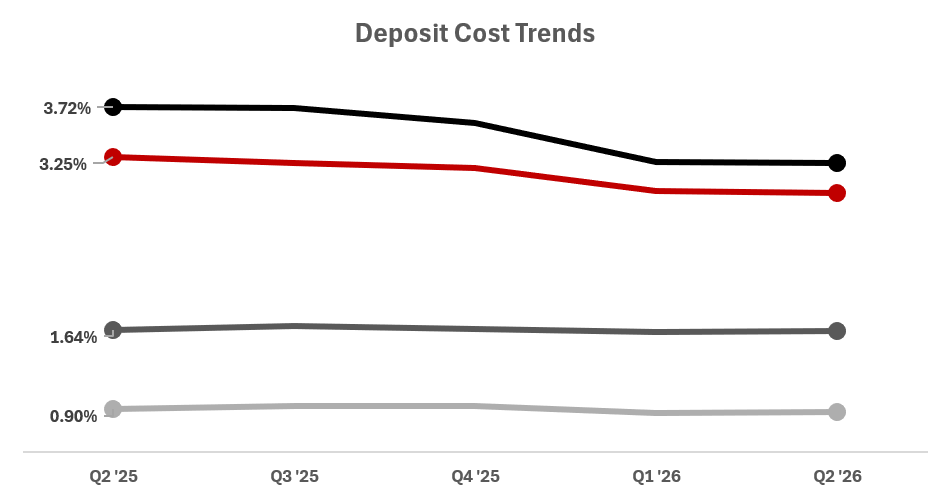 Deposit Cost Trends
3.72%
3.25%
1.64%
0.90%
Q2 '25 Q3 '25 Q4 '25 Q1 '26 Q2 '26